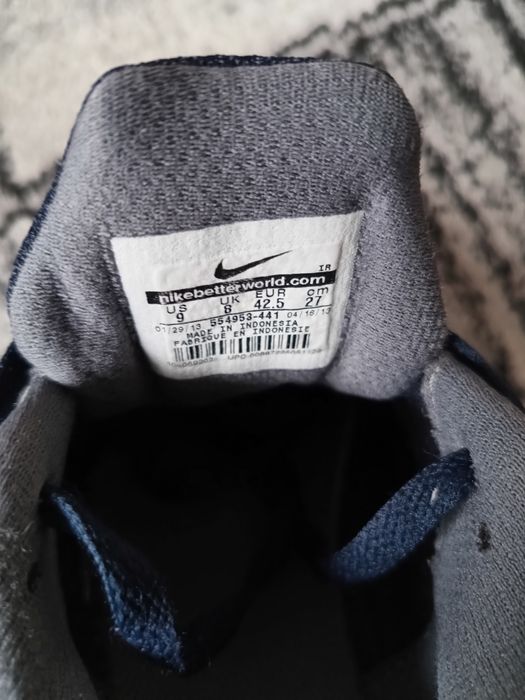 IR
nikebetterworld.com
US UK EUR cm
9 8 42.5 27
01/29/13 554953-441 04/16/13
MADE IN INDONESIA
FABRIQUE EN INDONESIE
UPC